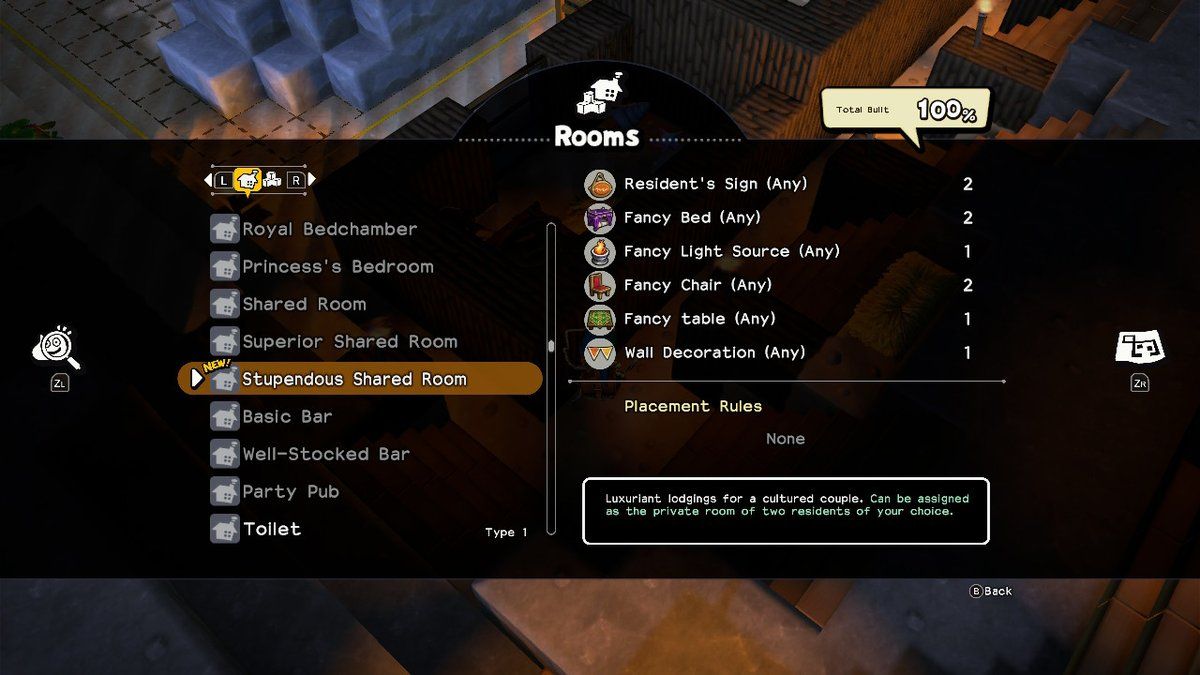 Rooms
Total Built 100%
L R
Royal Bedchamber
Princess's Bedroom
Shared Room
Superior Shared Room
NEW!
Stupendous Shared Room
Basic Bar
Well-Stocked Bar
Party Pub
Toilet Type 1
Resident's Sign (Any) 2
Fancy Bed (Any) 2
Fancy Light Source (Any) 1
Fancy Chair (Any) 2
Fancy table (Any) 1
Wall Decoration (Any) 1
Placement Rules
None
Luxuriant lodgings for a cultured couple. Can be assigned
as the private room of two residents of your choice.
ZL
ZR
B Back